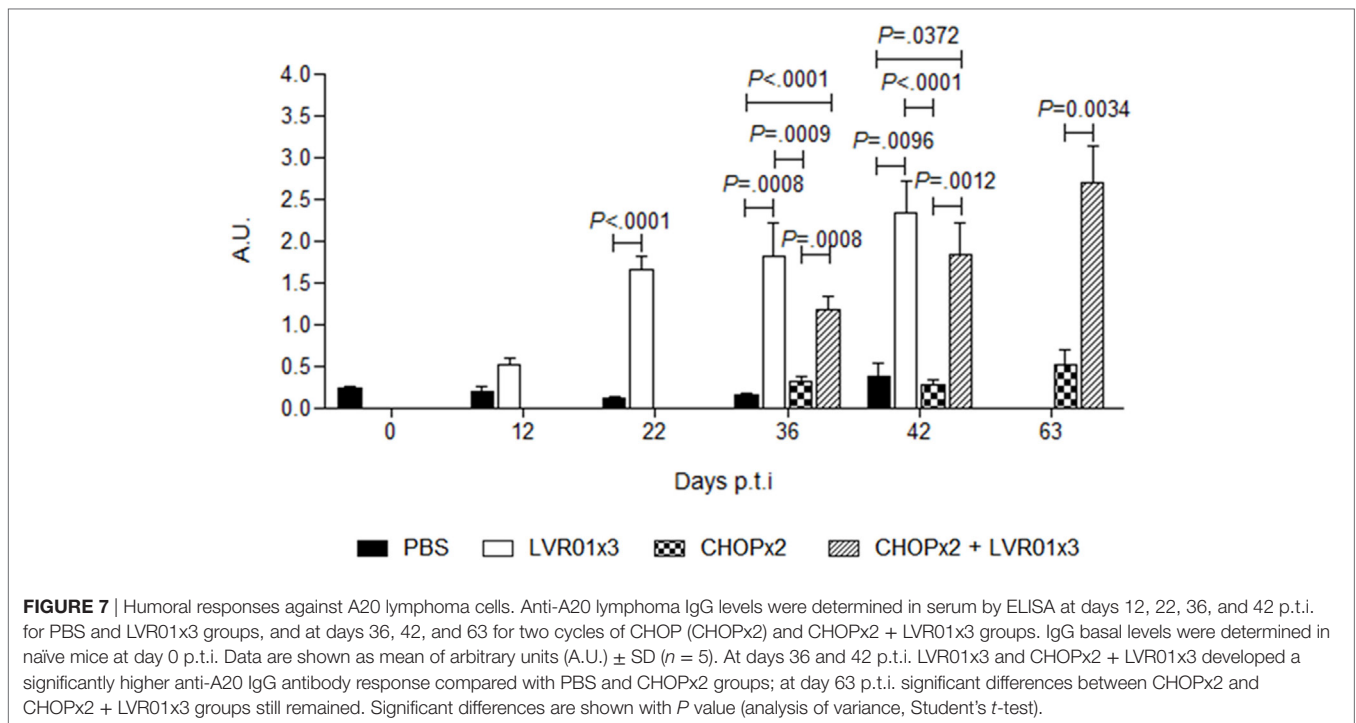 P=.0372
P<.0001
P<.0001
P=0.0034
P=.0009
P=.0096
P=.0008
P=.0012
P<.0001
P=.0008
4.0
3.5
3.0
2.5
2.0
1.5
1.0
0.5
0.0
A.U.
0 12 22 36 42 63
Days p.t.i
PBS LVR01x3 CHOPx2 CHOPx2 + LVR01x3
FIGURE 7 | Humoral responses against A20 lymphoma cells. Anti-A20 lymphoma IgG levels were determined in serum by ELISA at days 12, 22, 36, and 42 p.t.i.
for PBS and LVR01x3 groups, and at days 36, 42, and 63 for two cycles of CHOP (CHOPx2) and CHOPx2 + LVR01x3 groups. IgG basal levels were determined in
naïve mice at day 0 p.t.i. Data are shown as mean of arbitrary units (A.U.) ± SD (n = 5). At days 36 and 42 p.t.i. LVR01x3 and CHOPx2 + LVR01x3 developed a
significantly higher anti-A20 IgG antibody response compared with PBS and CHOPx2 groups; at day 63 p.t.i. significant differences between CHOPx2 and
CHOPx2 + LVR01x3 groups still remained. Significant differences are shown with P value (analysis of variance, Student's t-test).